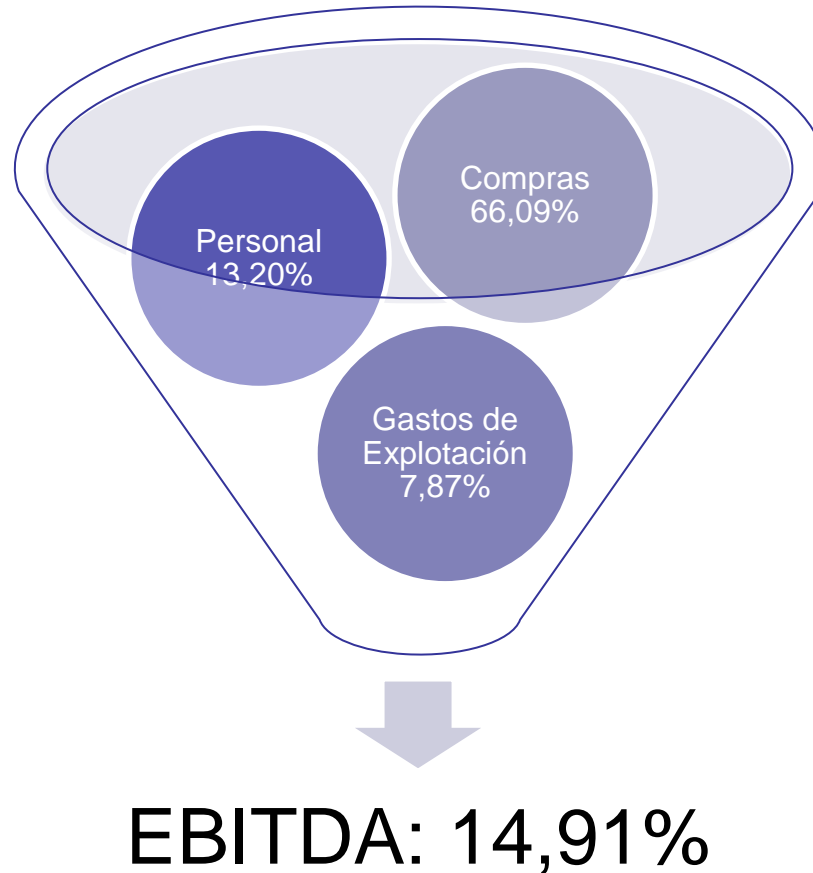 Compras
66,09%
Personal
13,20%
Gastos de
Explotación
7,87%
EBITDA: 14,91%